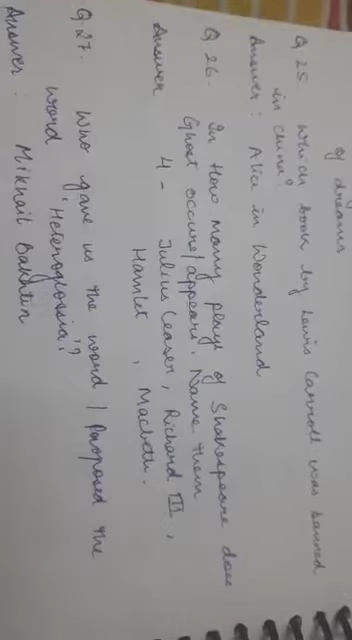 of dreams
Q.25 Which book by Lewis Carroll was banned
in China?
Answer: Alice in Wonderland
Q.26. In How many plays of Shakespeare does
Ghost occure/appears. Name them
Answer 4 - Julius Ceaser, Richard III,
Hamlet, Macbeth.
Q.27. Who gave us the word / Proposed the
word 'Heteroglossia'?
Answer: Mikhail Bakhtin